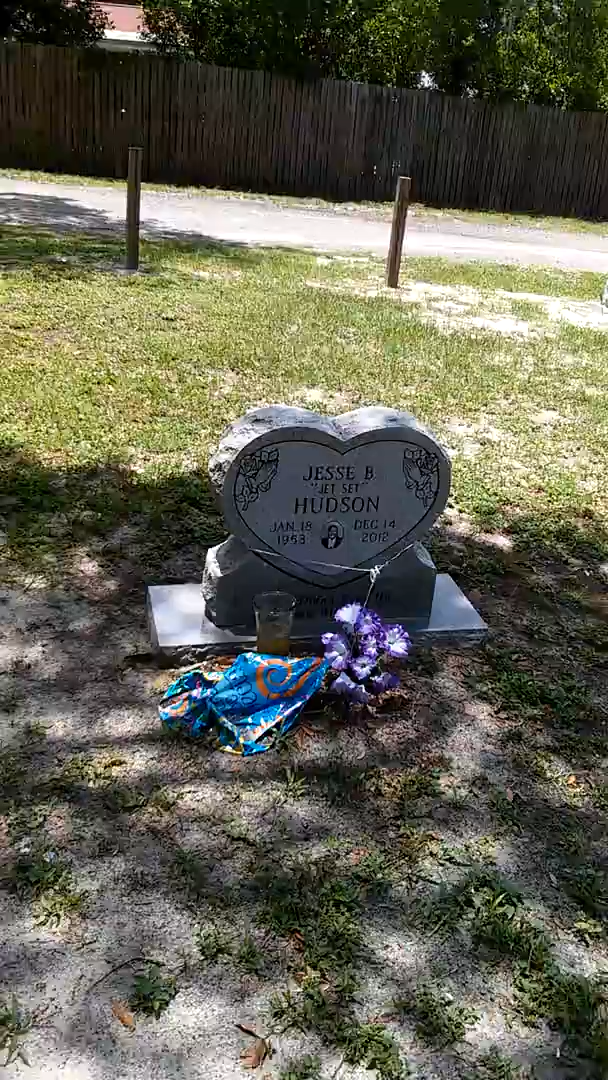 JESSE B.
"JET SET"
HUDSON
JAN. 18 DEC 14
1953 2012